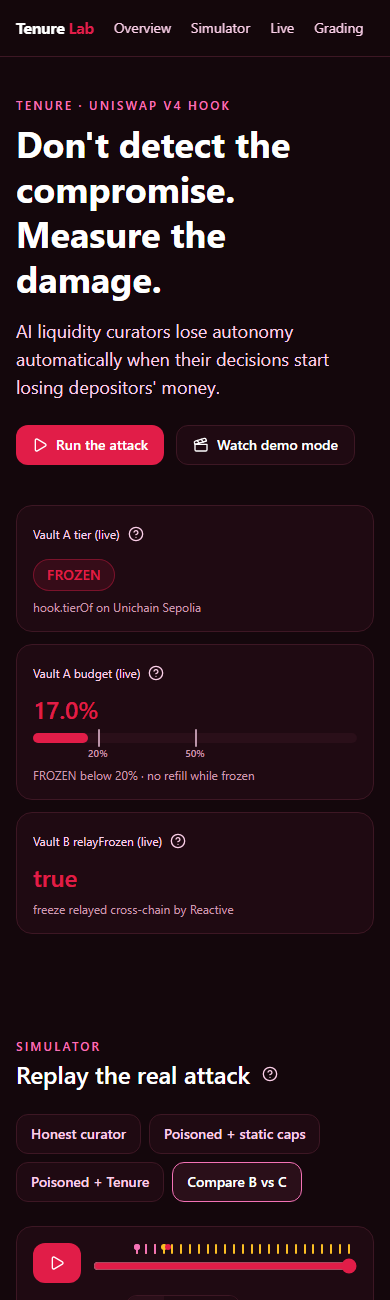 Tenure Lab Overview Simulator Live Grading
TENURE · UNISWAP V4 HOOK
Don't detect the
compromise.
Measure the
damage.
AI liquidity curators lose autonomy
automatically when their decisions start
losing depositors' money.
Run the attack Watch demo mode
Vault A tier (live)
FROZEN
hook.tierOf on Unichain Sepolia
Vault A budget (live)
17.0%
20% 50%
FROZEN below 20% · no refill while frozen
Vault B relayFrozen (live)
true
freeze relayed cross-chain by Reactive
SIMULATOR
Replay the real attack
Honest curator Poisoned + static caps
Poisoned + Tenure Compare B vs C